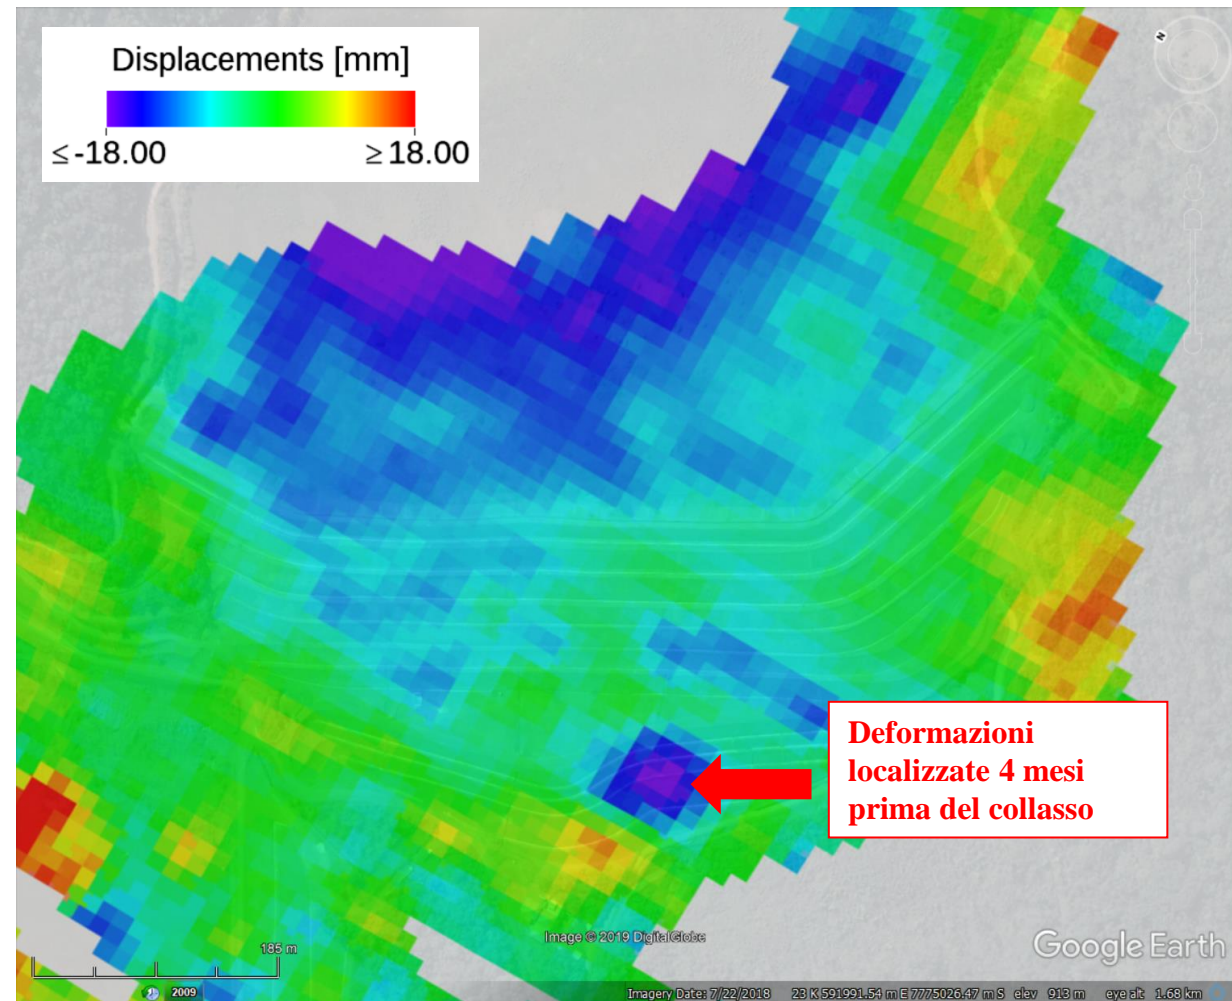 Displacements [mm]
≤-18.00 ≥18.00
N
Deformazioni
localizzate 4 mesi
prima del collasso
Image © 2019 DigitalGlobe
185 m
Google Earth
2009
Imagery Date: 7/22/2018 23 K 591991.54 m E 7775026.47 m S elev 913 m eye alt 1.68 km